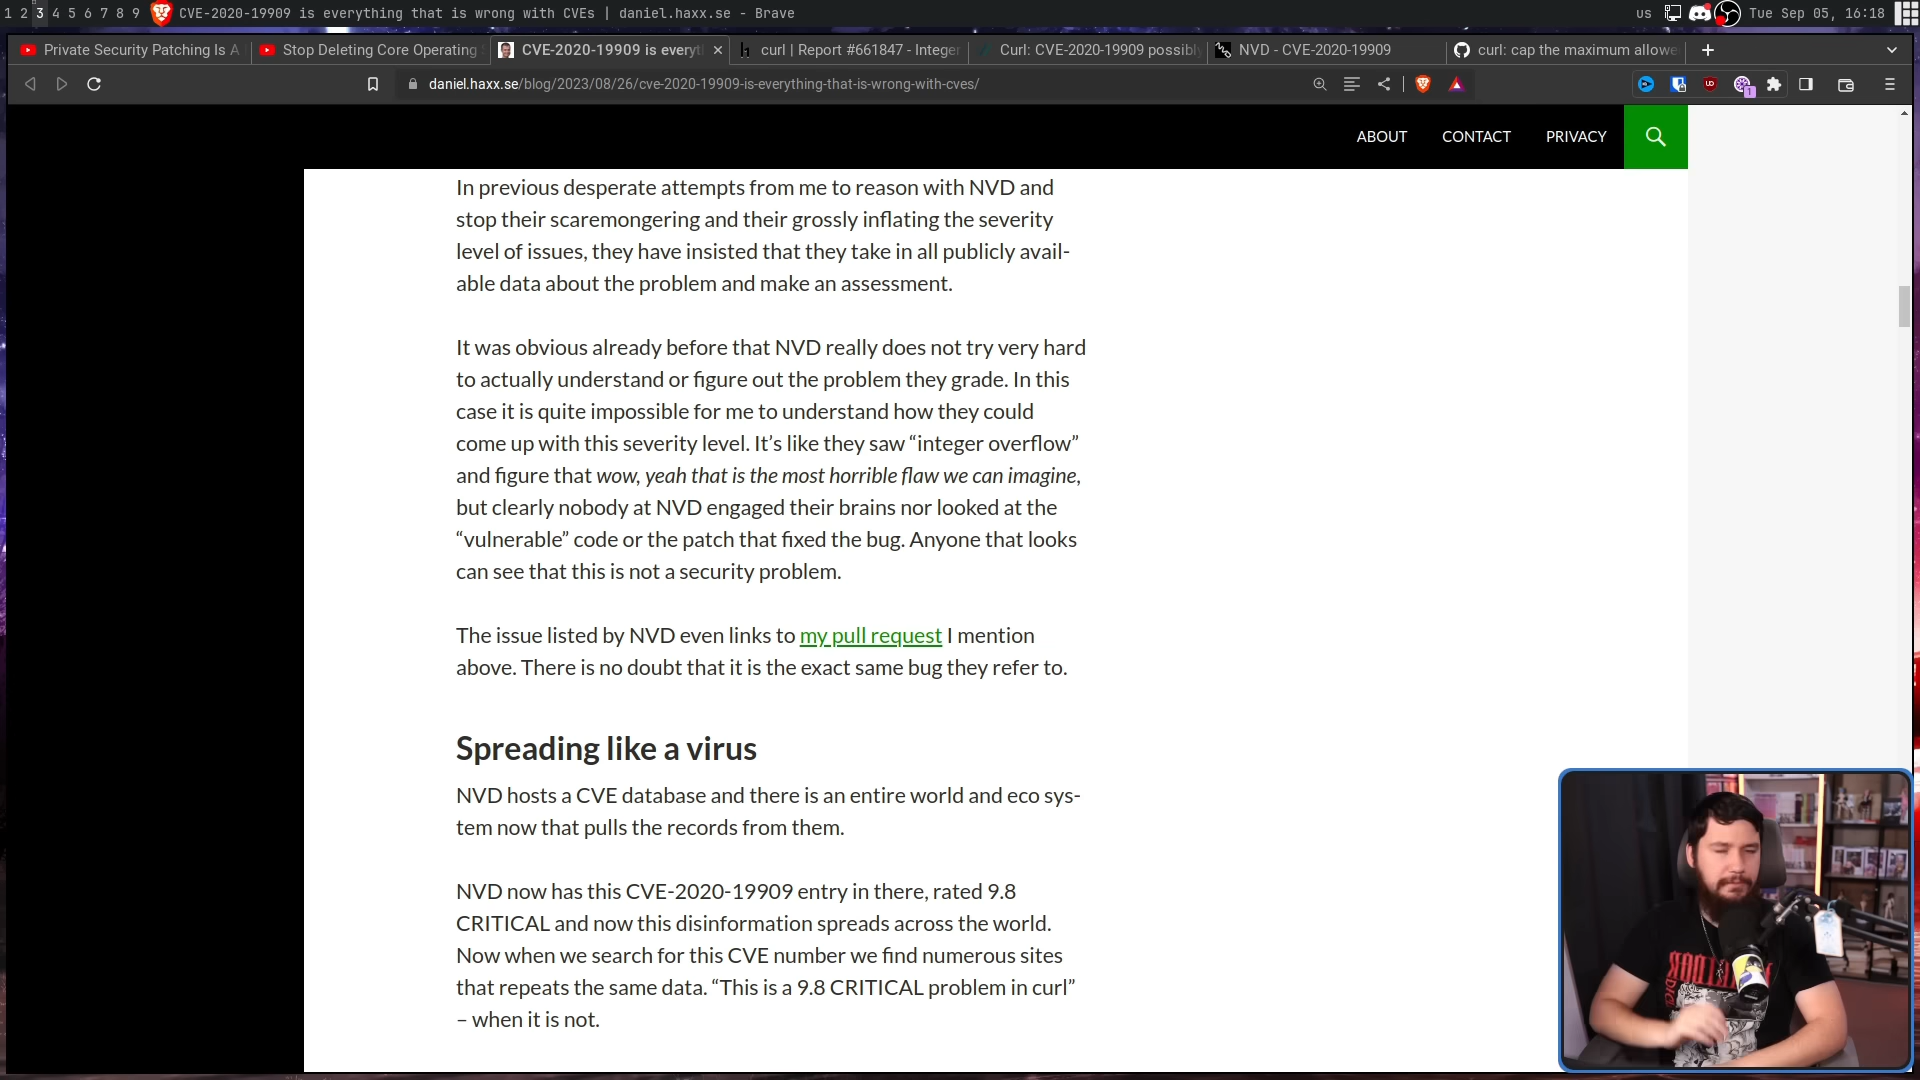 1 2 3 4 5 6 7 8 9 CVE-2020-19909 is everything that is wrong with CVEs | daniel.haxx.se - Brave us Tue Sep 05, 16:18
Private Security Patching Is A Stop Deleting Core Operating CVE-2020-19909 is everyt curl | Report #661847 - Integer Curl: CVE-2020-19909 possibl NVD - CVE-2020-19909 curl: cap the maximum allowe
daniel.haxx.se/blog/2023/08/26/cve-2020-19909-is-everything-that-is-wrong-with-cves/
ABOUT CONTACT PRIVACY
In previous desperate attempts from me to reason with NVD and
stop their scaremongering and their grossly inflating the severity
level of issues, they have insisted that they take in all publicly avail-
able data about the problem and make an assessment.
It was obvious already before that NVD really does not try very hard
to actually understand or figure out the problem they grade. In this
case it is quite impossible for me to understand how they could
come up with this severity level. It’s like they saw “integer overflow”
and figure that wow, yeah that is the most horrible flaw we can imagine,
but clearly nobody at NVD engaged their brains nor looked at the
“vulnerable” code or the patch that fixed the bug. Anyone that looks
can see that this is not a security problem.
The issue listed by NVD even links to my pull request I mention
above. There is no doubt that it is the exact same bug they refer to.
Spreading like a virus
NVD hosts a CVE database and there is an entire world and eco sys-
tem now that pulls the records from them.
NVD now has this CVE-2020-19909 entry in there, rated 9.8
CRITICAL and now this disinformation spreads across the world.
Now when we search for this CVE number we find numerous sites
that repeats the same data. “This is a 9.8 CRITICAL problem in curl”
– when it is not.